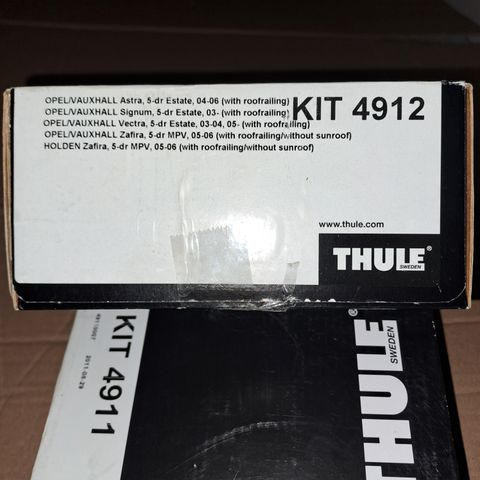 OPEL/VAUXHALL Astra, 5-dr Estate, 04-06 (with roofrailing)
OPEL/VAUXHALL Signum, 5-dr Estate, 03- (with roofrailing)
OPEL/VAUXHALL Vectra, 5-dr Estate, 03-04, 05- (with roofrailing)
OPEL/VAUXHALL Zafira, 5-dr MPV, 05-06 (with roofrailing/without sunroof)
HOLDEN Zafira, 5-dr MPV, 05-06 (with roofrailing/without sunroof)
KIT 4912
www.thule.com
THULE®
SWEDEN
KIT 4911
2011-08-29
THULE®
SWEDEN